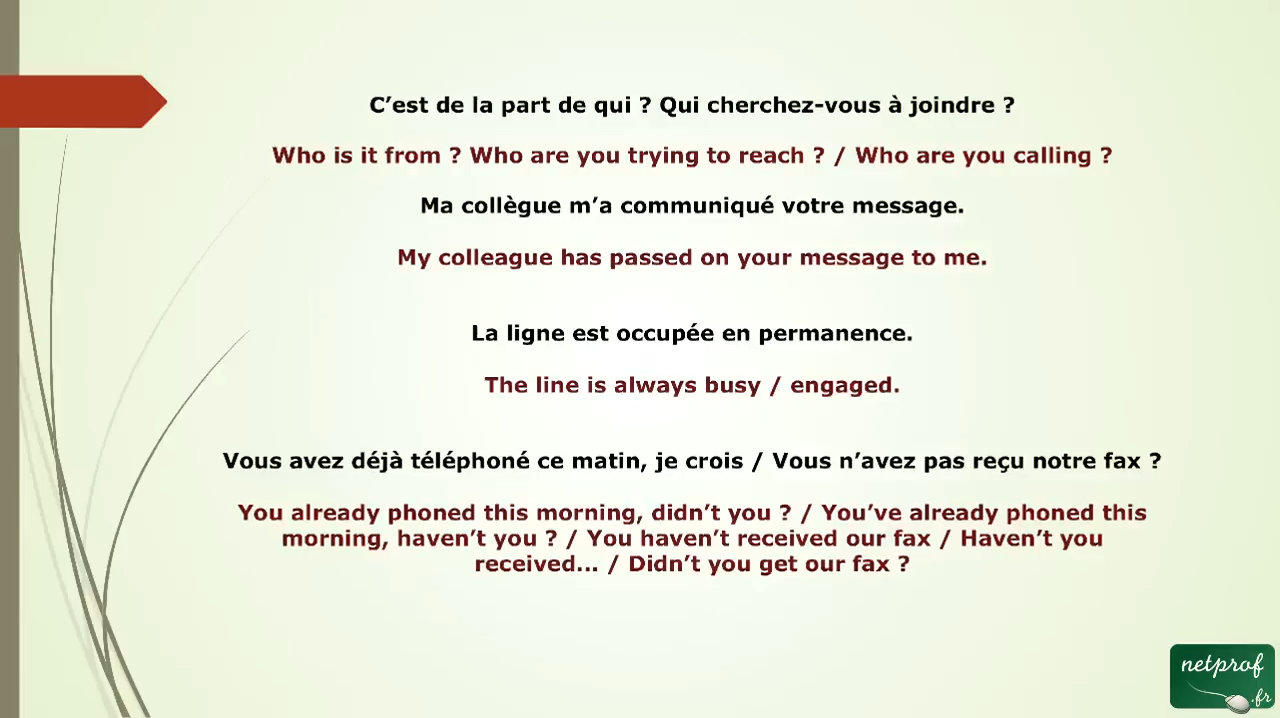 C’est de la part de qui ? Qui cherchez-vous à joindre ?
Who is it from ? Who are you trying to reach ? / Who are you calling ?
Ma collègue m’a communiqué votre message.
My colleague has passed on your message to me.
La ligne est occupée en permanence.
The line is always busy / engaged.
Vous avez déjà téléphoné ce matin, je crois / Vous n’avez pas reçu notre fax ?
You already phoned this morning, didn’t you ? / You’ve already phoned this
morning, haven’t you ? / You haven’t received our fax / Haven’t you
received... / Didn’t you get our fax ?
netprof
.fr